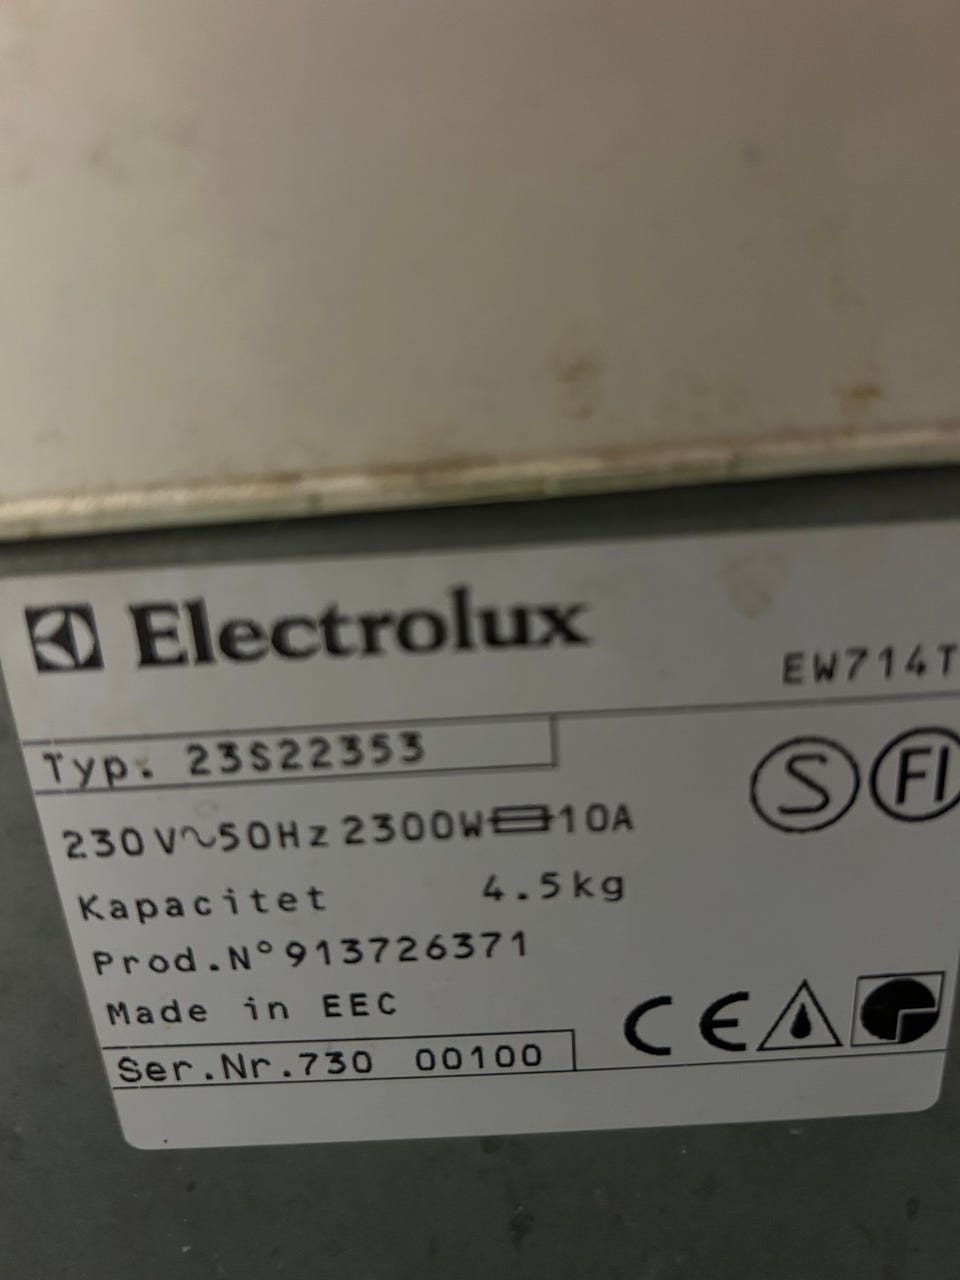 Electrolux
EW714T
Typ. 23S22353
230V~50Hz 2300W 10A
S FI
Kapacitet 4.5kg
Prod.N°913726371
Made in EEC
CE
Ser.Nr.730 00100